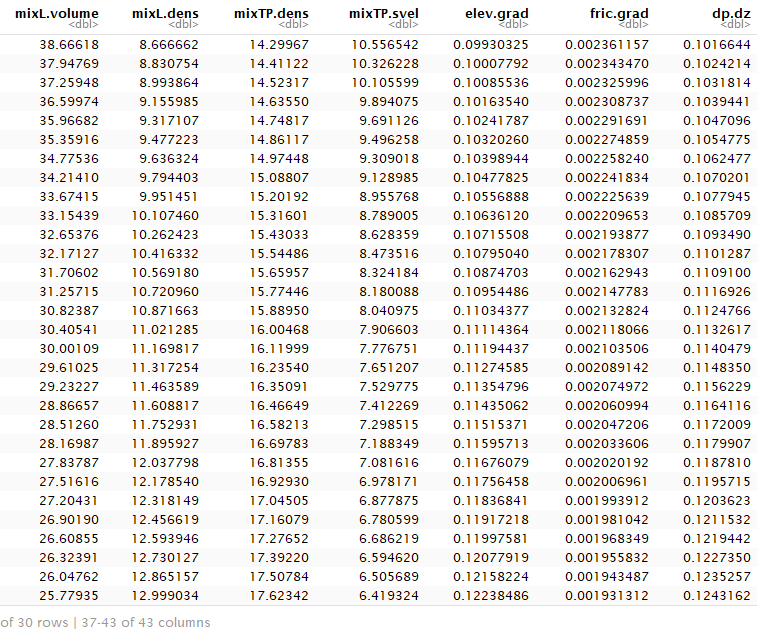 mixL.volume mixL.dens mixTP.dens mixTP.svel elev.grad fric.grad dp.dz
<dbl> <dbl> <dbl> <dbl> <dbl> <dbl> <dbl>
38.66618 8.666662 14.29967 10.556542 0.09930325 0.002361157 0.1016644
37.94769 8.830754 14.41122 10.326228 0.10007792 0.002343470 0.1024214
37.25948 8.993864 14.52317 10.105599 0.10085536 0.002325996 0.1031814
36.59974 9.155985 14.63550 9.894075 0.10163540 0.002308737 0.1039441
35.96682 9.317107 14.74817 9.691126 0.10241787 0.002291691 0.1047096
35.35916 9.477223 14.86117 9.496258 0.10320260 0.002274859 0.1054775
34.77536 9.636324 14.97448 9.309018 0.10398944 0.002258240 0.1062477
34.21410 9.794403 15.08807 9.128985 0.10477825 0.002241834 0.1070201
33.67415 9.951451 15.20192 8.955768 0.10556888 0.002225639 0.1077945
33.15439 10.107460 15.31601 8.789005 0.10636120 0.002209653 0.1085709
32.65376 10.262423 15.43033 8.628359 0.10715508 0.002193877 0.1093490
32.17127 10.416332 15.54486 8.473516 0.10795040 0.002178307 0.1101287
31.70602 10.569180 15.65957 8.324184 0.10874703 0.002162943 0.1109100
31.25715 10.720960 15.77446 8.180088 0.10954486 0.002147783 0.1116926
30.82387 10.871663 15.88950 8.040975 0.11034377 0.002132824 0.1124766
30.40541 11.021285 16.00468 7.906603 0.11114364 0.002118066 0.1132617
30.00109 11.169817 16.11999 7.776751 0.11194437 0.002103506 0.1140479
29.61025 11.317254 16.23540 7.651207 0.11274585 0.002089142 0.1148350
29.23227 11.463589 16.35091 7.529775 0.11354796 0.002074972 0.1156229
28.86657 11.608817 16.46649 7.412269 0.11435062 0.002060994 0.1164116
28.51260 11.752931 16.58213 7.298515 0.11515371 0.002047206 0.1172009
28.16987 11.895927 16.69783 7.188349 0.11595713 0.002033606 0.1179907
27.83787 12.037798 16.81355 7.081616 0.11676079 0.002020192 0.1187810
27.51616 12.178540 16.92930 6.978171 0.11756458 0.002006961 0.1195715
27.20431 12.318149 17.04505 6.877875 0.11836841 0.001993912 0.1203623
26.90190 12.456619 17.16079 6.780599 0.11917218 0.001981042 0.1211532
26.60855 12.593946 17.27652 6.686219 0.11997581 0.001968349 0.1219442
26.32391 12.730127 17.39220 6.594620 0.12077919 0.001955832 0.1227350
26.04762 12.865157 17.50784 6.505689 0.12158224 0.001943487 0.1235257
25.77935 12.999034 17.62342 6.419324 0.12238486 0.001931312 0.1243162
of 30 rows | 37-43 of 43 columns